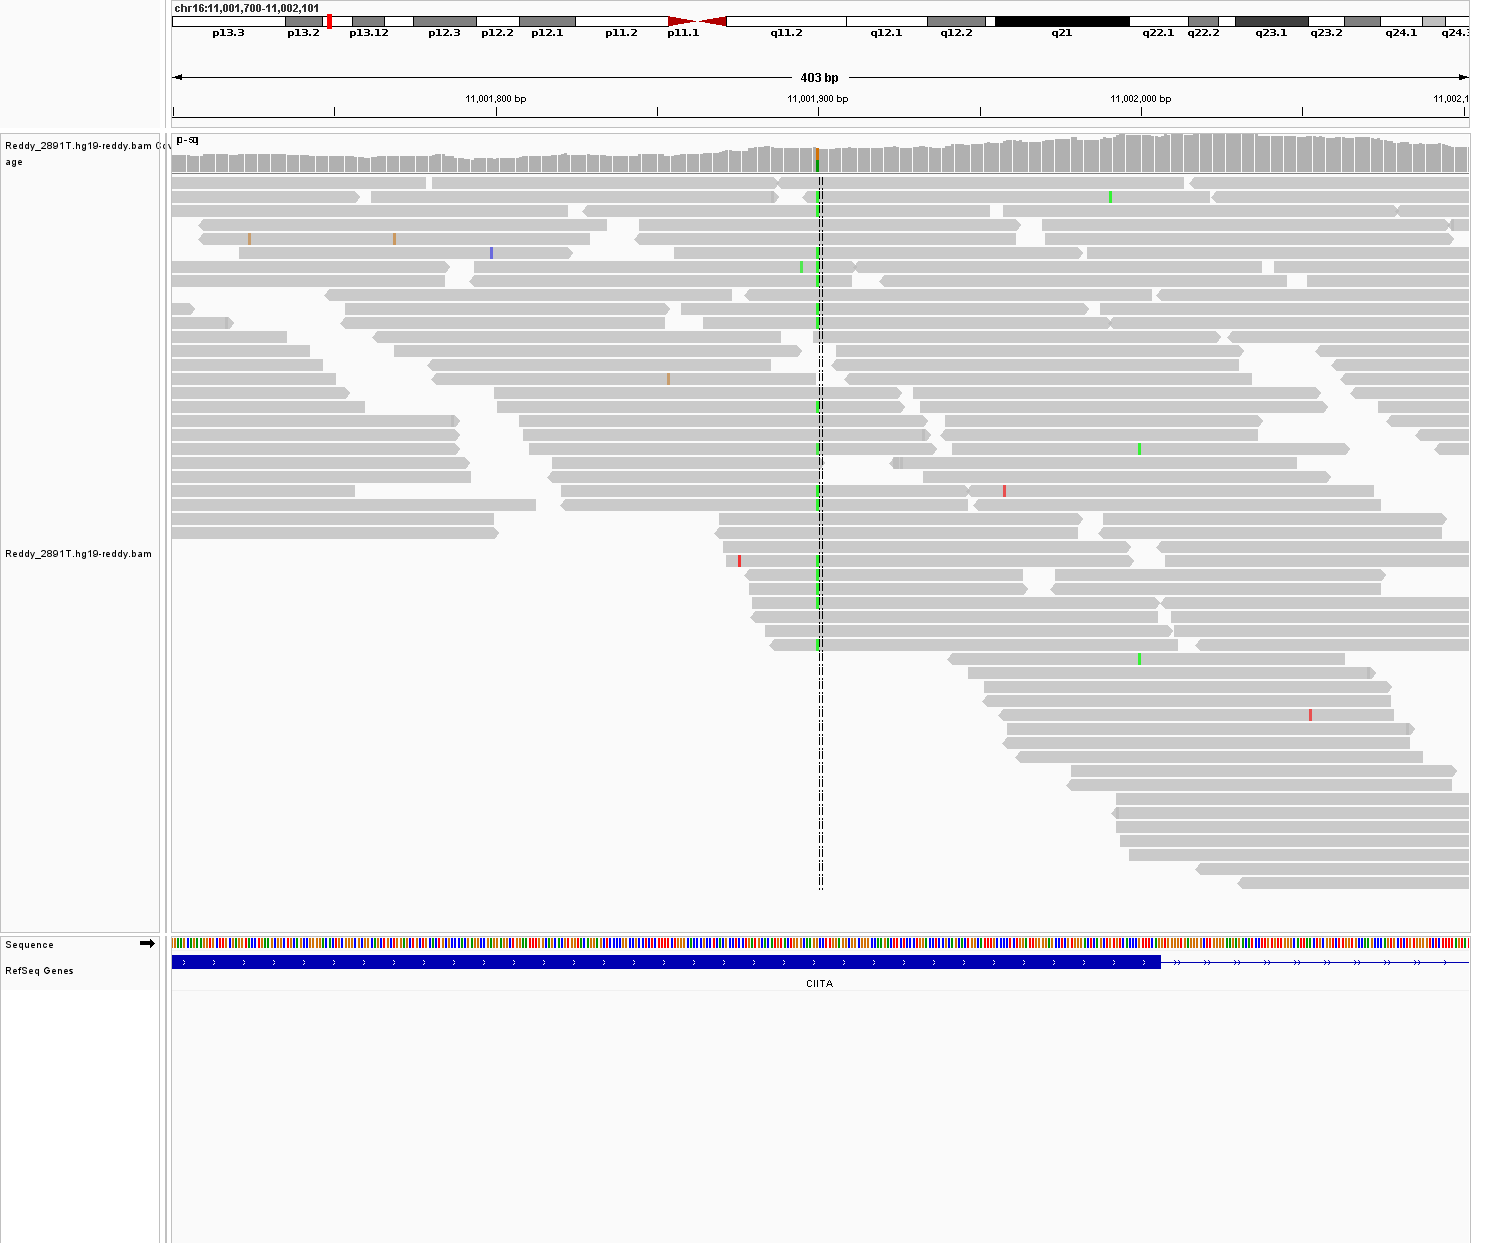 chr16:11,001,700-11,002,101
p13.3 p13.2 p13.12 p12.3 p12.2 p12.1 p11.2 p11.1 q11.2 q12.1 q12.2 q21 q22.1 q22.2 q23.1 q23.2 q24.1 q24.3
403 bp
11,001,800 bp 11,001,900 bp 11,002,000 bp 11,002,1
Reddy_2891T.hg19-reddy.bam Cov
age
Reddy_2891T.hg19-reddy.bam
Sequence
RefSeq Genes
CIITA